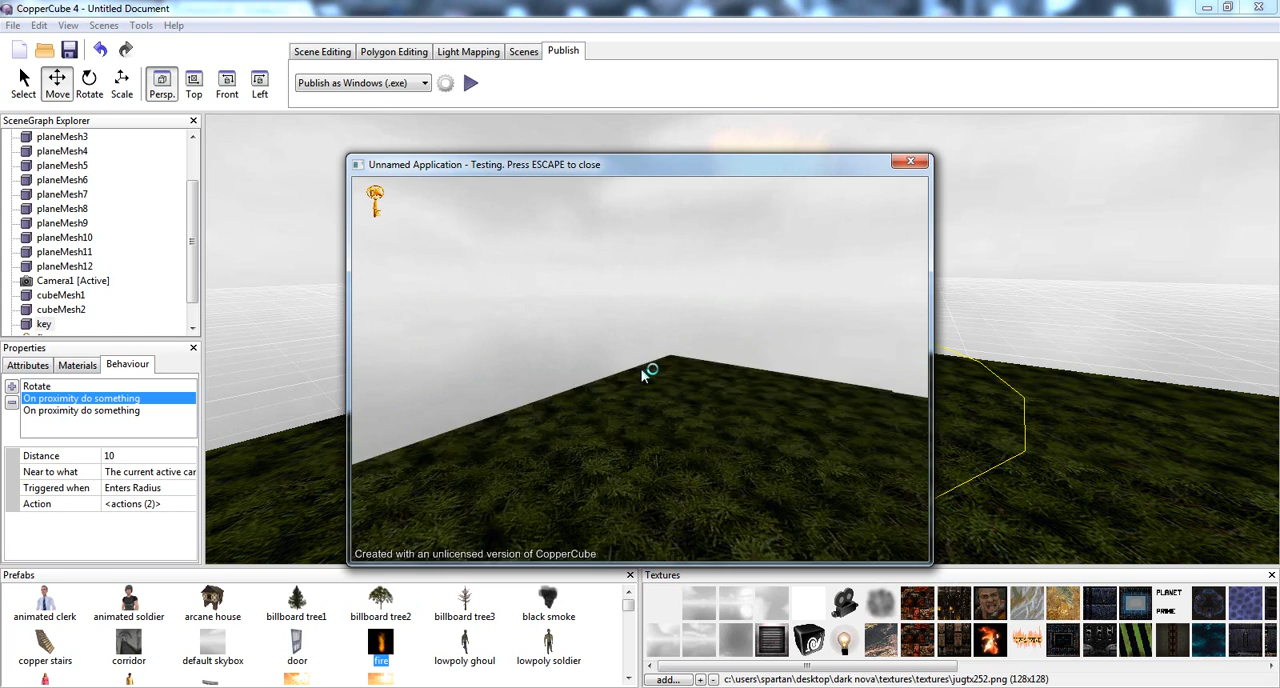 CopperCube 4 - Untitled Document
File Edit View Scenes Tools Help
Scene Editing Polygon Editing Light Mapping Scenes Publish
Select Move Rotate Scale Persp. Top Front Left
Publish as Windows (.exe)
SceneGraph Explorer
planeMesh3
planeMesh4
planeMesh5
planeMesh6
planeMesh7
planeMesh8
planeMesh9
planeMesh10
planeMesh11
planeMesh12
Camera1 [Active]
cubeMesh1
cubeMesh2
key
Properties
Attributes Materials Behaviour
Rotate
On proximity do something
On proximity do something
Distance 10
Near to what The current active car
Triggered when Enters Radius
Action <actions (2)>
Unnamed Application - Testing. Press ESCAPE to close
Created with an unlicensed version of CopperCube
Prefabs
animated clerk animated soldier arcane house billboard tree1 billboard tree2 billboard tree3 black smoke
copper stairs corridor default skybox door fire lowpoly ghoul lowpoly soldier
Textures
PLANET
PRIME
add... + - c:\users\spartan\desktop\dark nova\textures\textures\jugtx252.png (128x128)